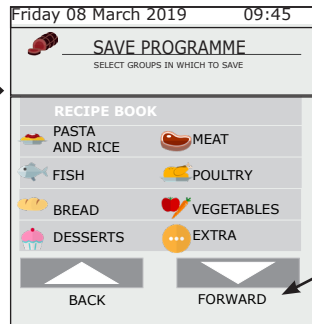 Friday 08 March 2019 09:45
SAVE PROGRAMME
SELECT GROUPS IN WHICH TO SAVE
RECIPE BOOK
PASTA
AND RICE
MEAT
FISH
POULTRY
BREAD
VEGETABLES
DESSERTS
EXTRA
BACK
FORWARD